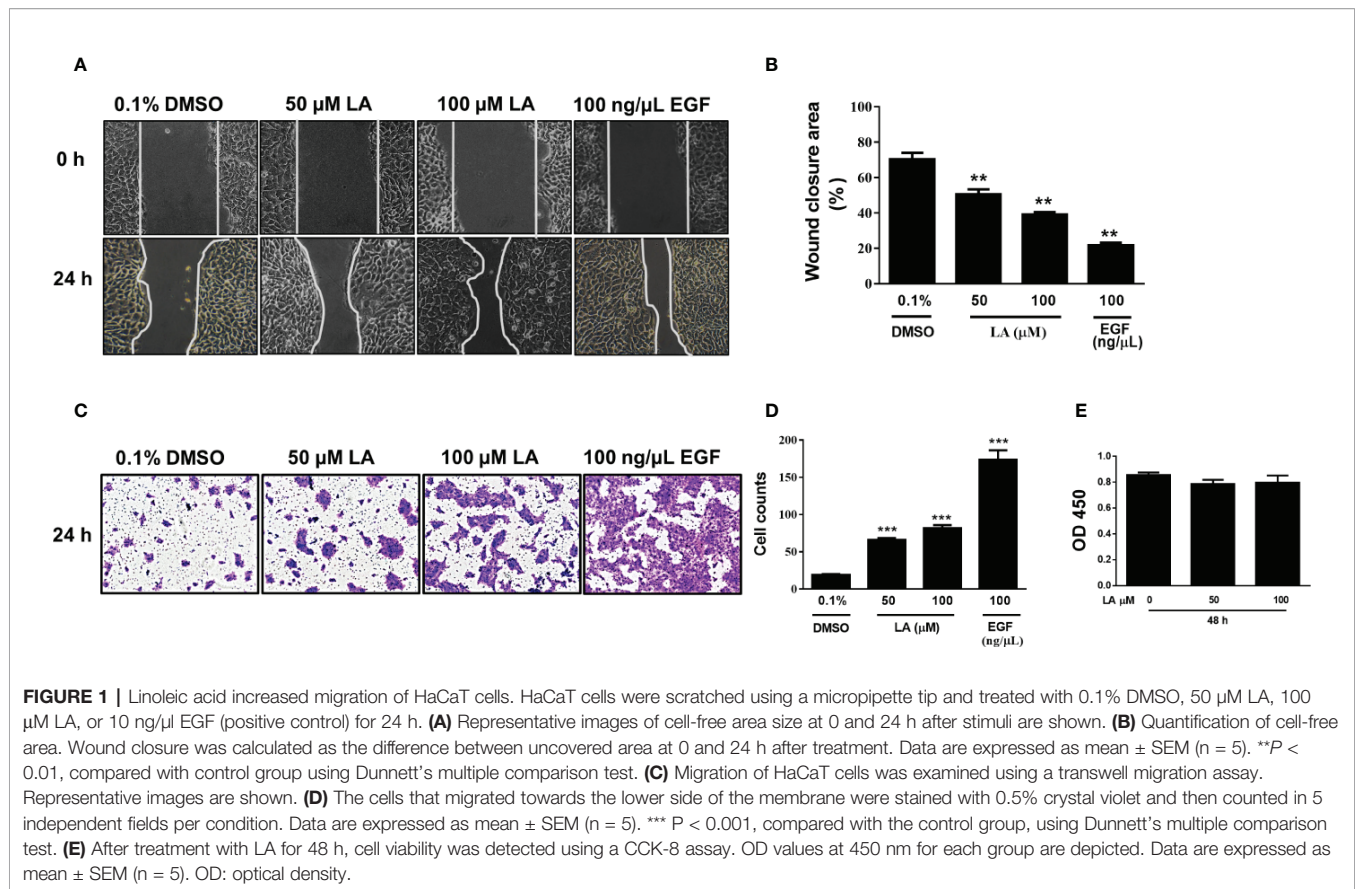 A
0.1% DMSO 50 µM LA 100 µM LA 100 ng/µL EGF
0 h
24 h
B
Wound closure area
(%)
100
80
60
40
20
0
** ** **
0.1% 50 100 100
DMSO LA (µM) EGF
(ng/µL)
C
0.1% DMSO 50 µM LA 100 µM LA 100 ng/µL EGF
24 h
D
Cell counts
200
150
100
50
0
*** *** ***
0.1% 50 100 100
DMSO LA (µM) EGF
(ng/µL)
E
OD 450
1.0
0.8
0.6
0.4
0.2
0.0
LA µM 0 50 100
48 h
FIGURE 1 | Linoleic acid increased migration of HaCaT cells. HaCaT cells were scratched using a micropipette tip and treated with 0.1% DMSO, 50 µM LA, 100
µM LA, or 10 ng/µl EGF (positive control) for 24 h. (A) Representative images of cell-free area size at 0 and 24 h after stimuli are shown. (B) Quantification of cell-free
area. Wound closure was calculated as the difference between uncovered area at 0 and 24 h after treatment. Data are expressed as mean ± SEM (n = 5). **P <
0.01, compared with control group using Dunnett's multiple comparison test. (C) Migration of HaCaT cells was examined using a transwell migration assay.
Representative images are shown. (D) The cells that migrated towards the lower side of the membrane were stained with 0.5% crystal violet and then counted in 5
independent fields per condition. Data are expressed as mean ± SEM (n = 5). *** P < 0.001, compared with the control group, using Dunnett's multiple comparison
test. (E) After treatment with LA for 48 h, cell viability was detected using a CCK-8 assay. OD values at 450 nm for each group are depicted. Data are expressed as
mean ± SEM (n = 5). OD: optical density.